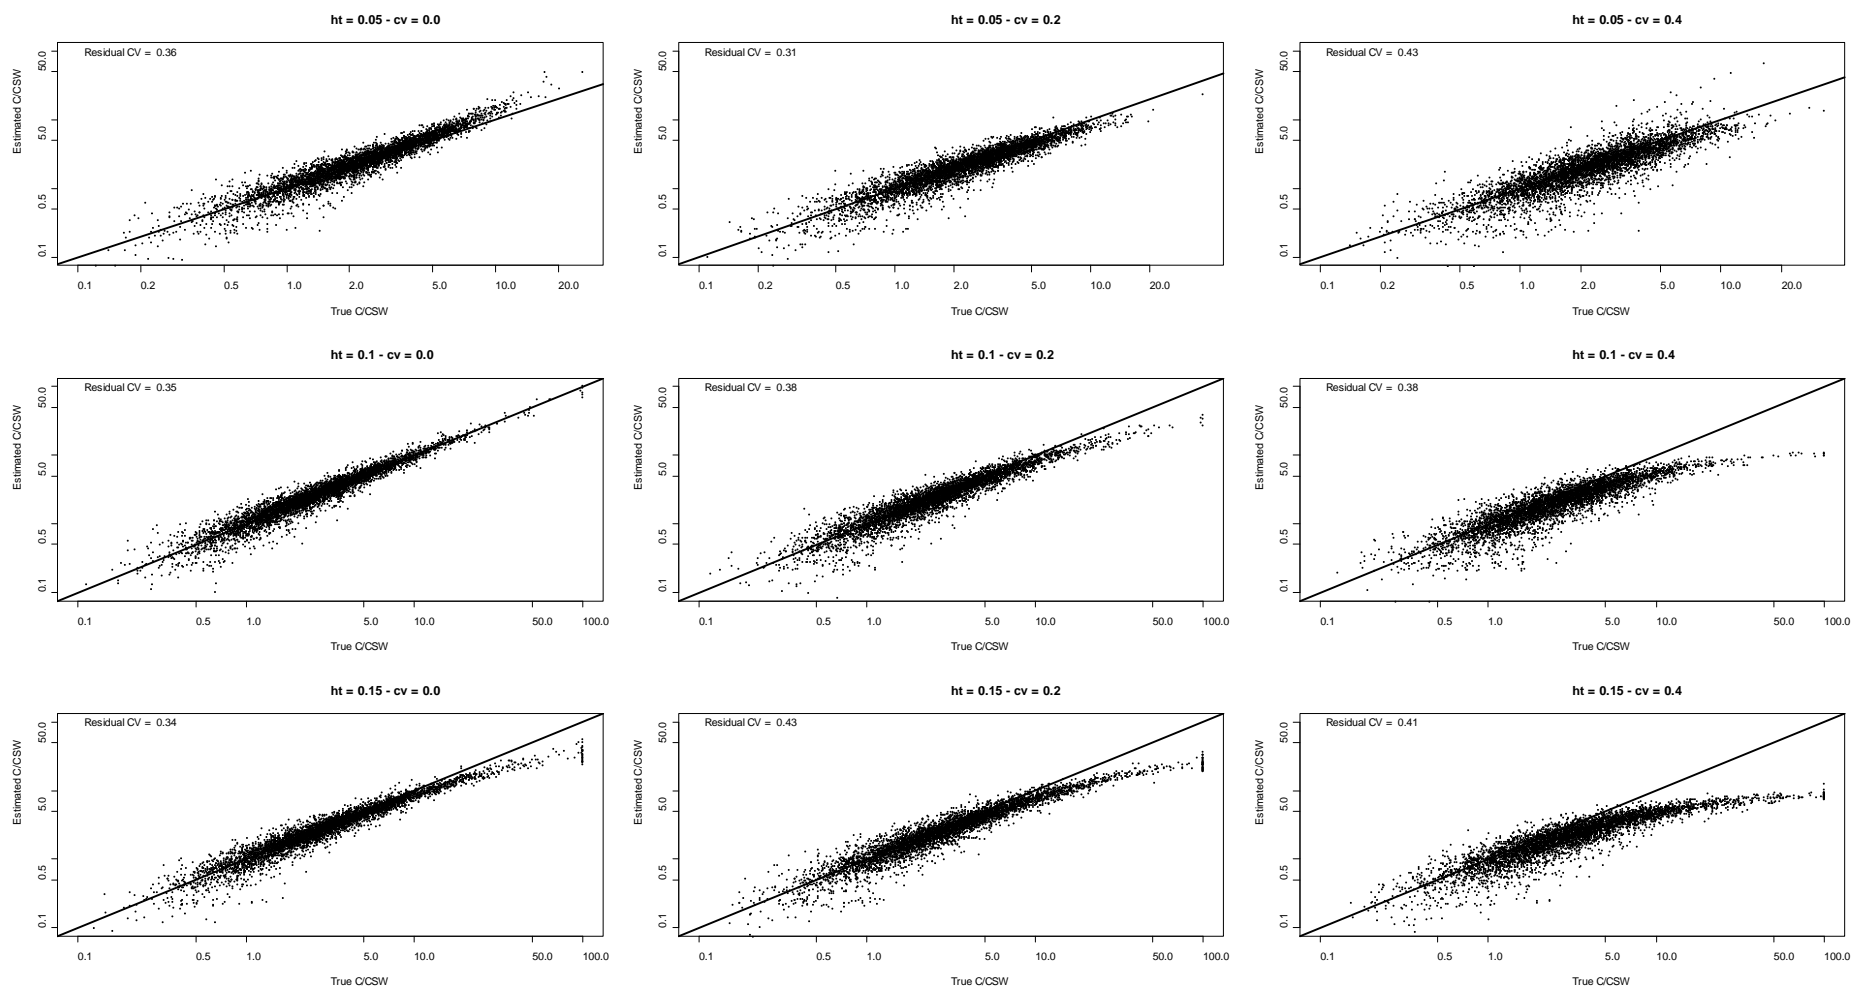 ht = 0.05 - cv = 0.0
Residual CV = 0.36
Estimated C/CSW
0.1 0.5 5.0 50.0
0.1 0.2 0.5 1.0 2.0 5.0 10.0 20.0
True C/CSW
ht = 0.05 - cv = 0.2
Residual CV = 0.31
Estimated C/CSW
0.1 0.5 5.0 50.0
0.1 0.2 0.5 1.0 2.0 5.0 10.0 20.0
True C/CSW
ht = 0.05 - cv = 0.4
Residual CV = 0.43
Estimated C/CSW
0.1 0.5 5.0 50.0
0.1 0.2 0.5 1.0 2.0 5.0 10.0 20.0
True C/CSW
ht = 0.1 - cv = 0.0
Residual CV = 0.35
Estimated C/CSW
0.1 0.5 5.0 50.0
0.1 0.5 1.0 5.0 10.0 50.0 100.0
True C/CSW
ht = 0.1 - cv = 0.2
Residual CV = 0.38
Estimated C/CSW
0.1 0.5 5.0 50.0
0.1 0.5 1.0 5.0 10.0 50.0 100.0
True C/CSW
ht = 0.1 - cv = 0.4
Residual CV = 0.38
Estimated C/CSW
0.1 0.5 5.0 50.0
0.1 0.5 1.0 5.0 10.0 50.0 100.0
True C/CSW
ht = 0.15 - cv = 0.0
Residual CV = 0.34
Estimated C/CSW
0.1 0.5 5.0 50.0
0.1 0.5 1.0 5.0 10.0 50.0 100.0
True C/CSW
ht = 0.15 - cv = 0.2
Residual CV = 0.43
Estimated C/CSW
0.1 0.5 5.0 50.0
0.1 0.5 1.0 5.0 10.0 50.0 100.0
True C/CSW
ht = 0.15 - cv = 0.4
Residual CV = 0.41
Estimated C/CSW
0.1 0.5 5.0 50.0
0.1 0.5 1.0 5.0 10.0 50.0 100.0
True C/CSW